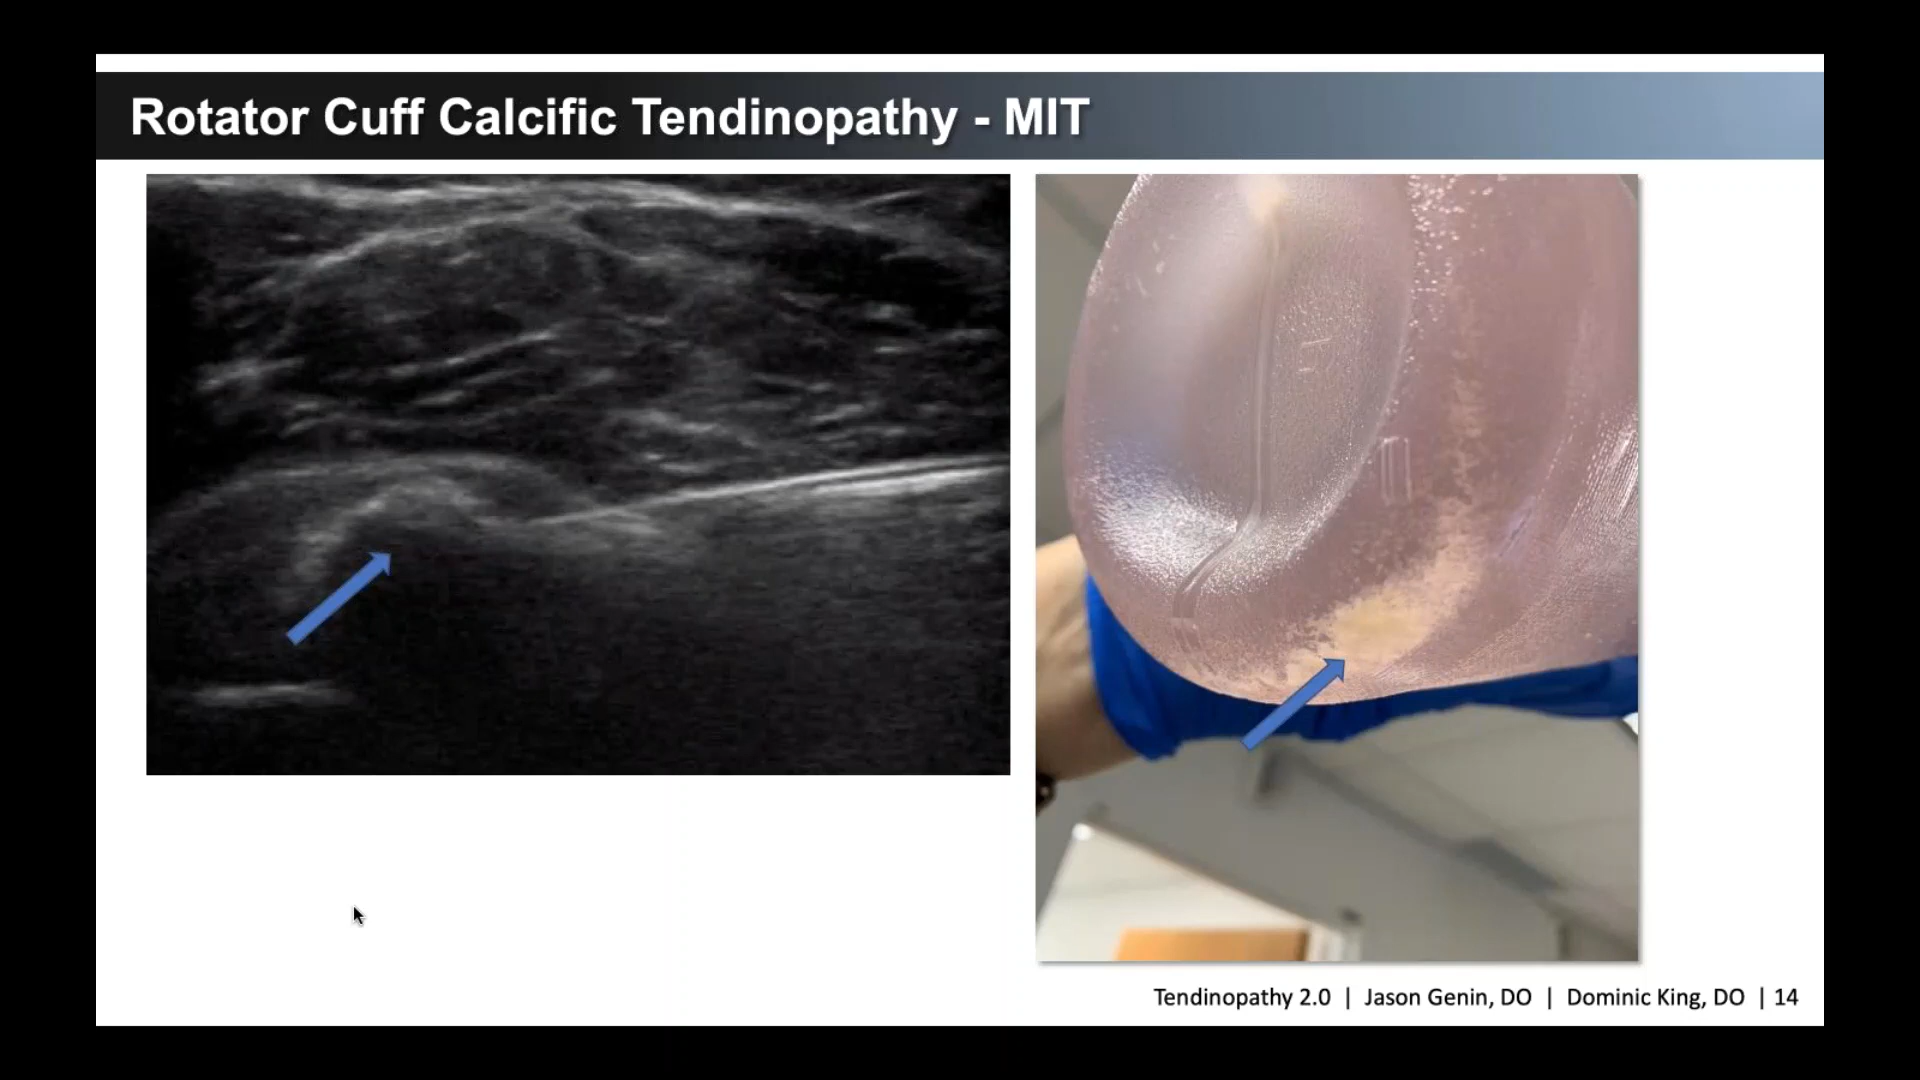 Rotator Cuff Calcific Tendinopathy - MIT
Tendinopathy 2.0 | Jason Genin, DO | Dominic King, DO | 14